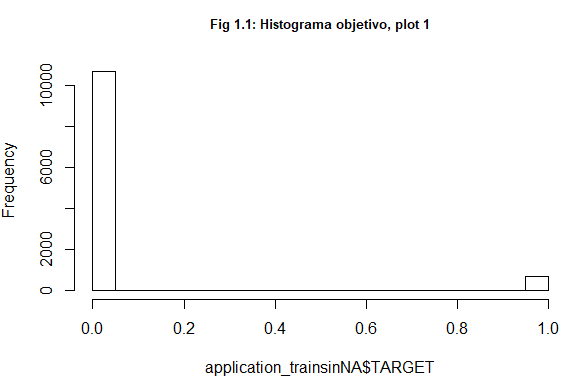 Fig 1.1: Histograma objetivo, plot 1
Frequency
10000
6000
2000
0
0.0 0.2 0.4 0.6 0.8 1.0
application_trainsinNA$TARGET